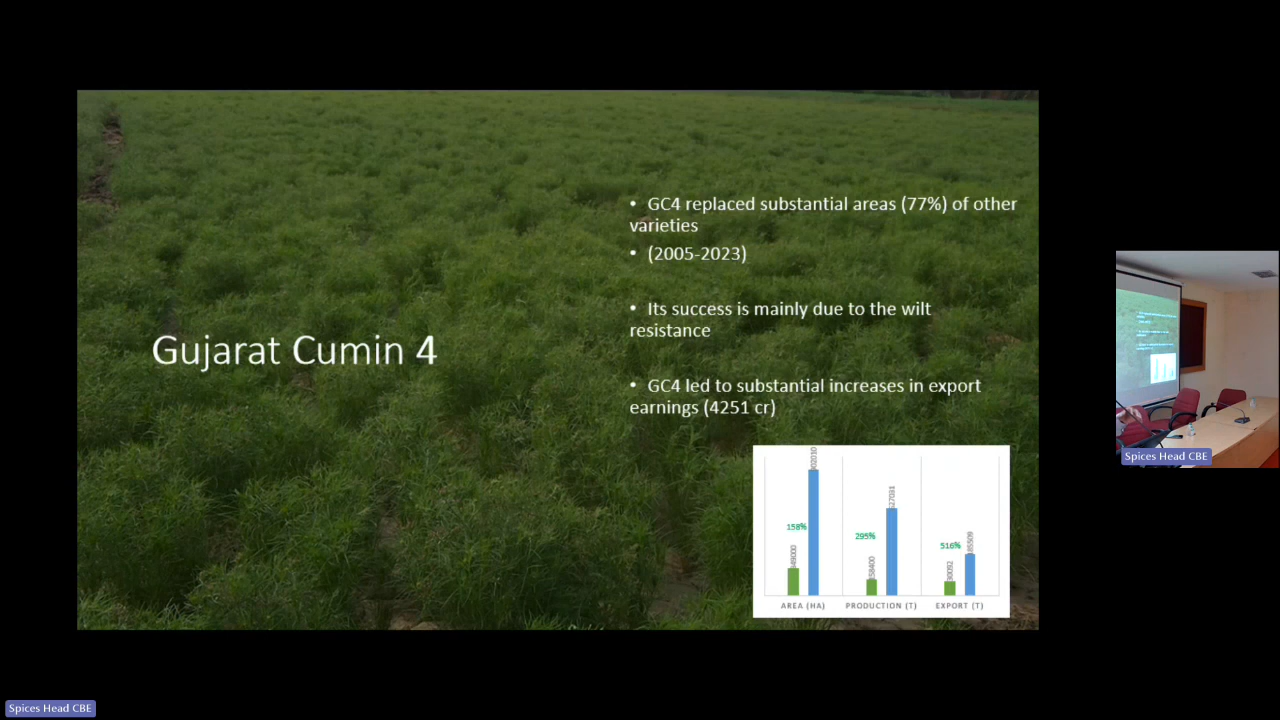 Gujarat Cumin 4
• GC4 replaced substantial areas (77%) of other
varieties
• (2005-2023)
• Its success is mainly due to the wilt
resistance
• GC4 led to substantial increases in export
earnings (4251 cr)
158%
295%
516%
AREA (HA)
PRODUCTION (T)
EXPORT (T)
Spices Head CBE
Spices Head CBE